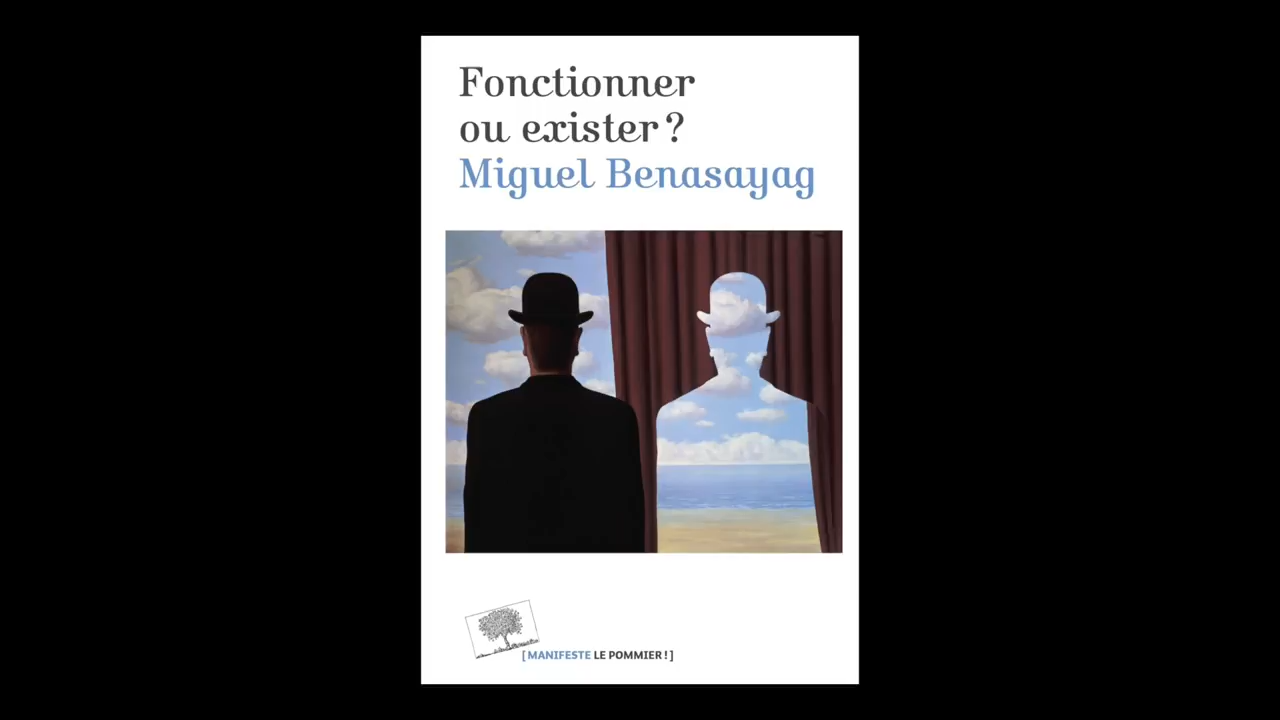 Fonctionner
ou exister ?
Miguel Benasayag
[ MANIFESTE LE POMMIER ! ]